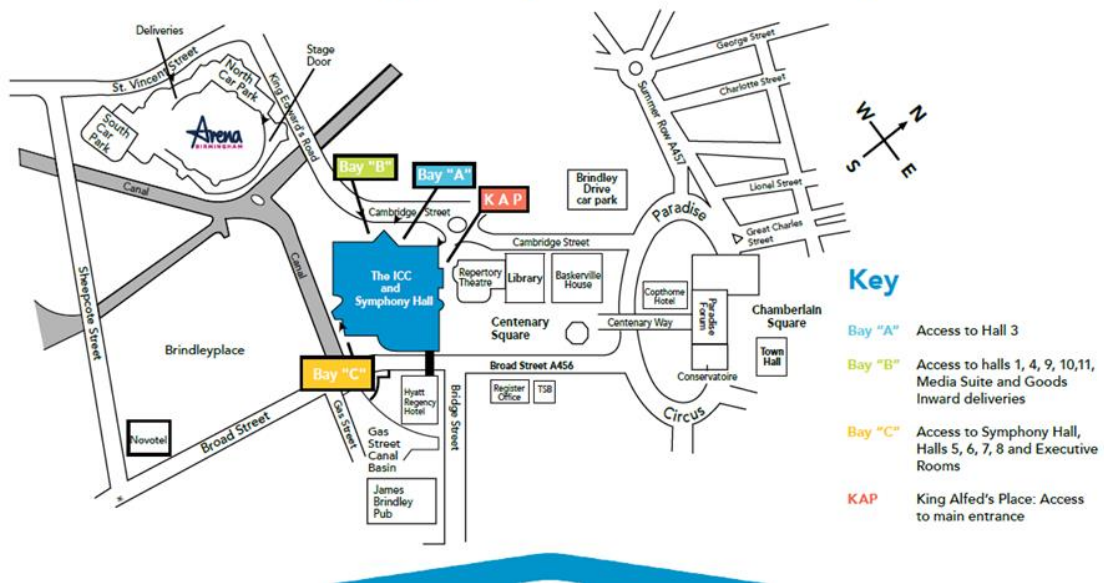 Deliveries
Stage
Door
St. Vincent Street
North
Car Park
South
Car
Park
Arena
BIRMINGHAM
King Edward's Road
Canal
Bay "B"
Bay "A"
K A P
Cambridge Street
Cambridge Street
Brindley
Drive
car park
George Street
Charlotte Street
Summer Row A457
Lionel Street
Great Charles
Street
Paradise
Circus
W
N
S
E
The ICC
and
Symphony Hall
Canal
Repertory
Theatre
Library
Baskerville
House
Copthorne
Hotel
Paradise
Forum
Chamberlain
Square
Centenary
Square
Centenary Way
Town
Hall
Conservatoire
Sheepcote Street
Brindleyplace
Bay "C"
Broad Street A456
Hyatt
Regency
Hotel
Bridge Street
Register
Office
TSB
Novotel
Broad Street
Gas Street
Gas
Street
Canal
Basin
James
Brindley
Pub
Key
Bay "A" Access to Hall 3
Bay "B" Access to halls 1, 4, 9, 10,11,
Media Suite and Goods
Inward deliveries
Bay "C" Access to Symphony Hall,
Halls 5, 6, 7, 8 and Executive
Rooms
KAP King Alfed's Place: Access
to main entrance